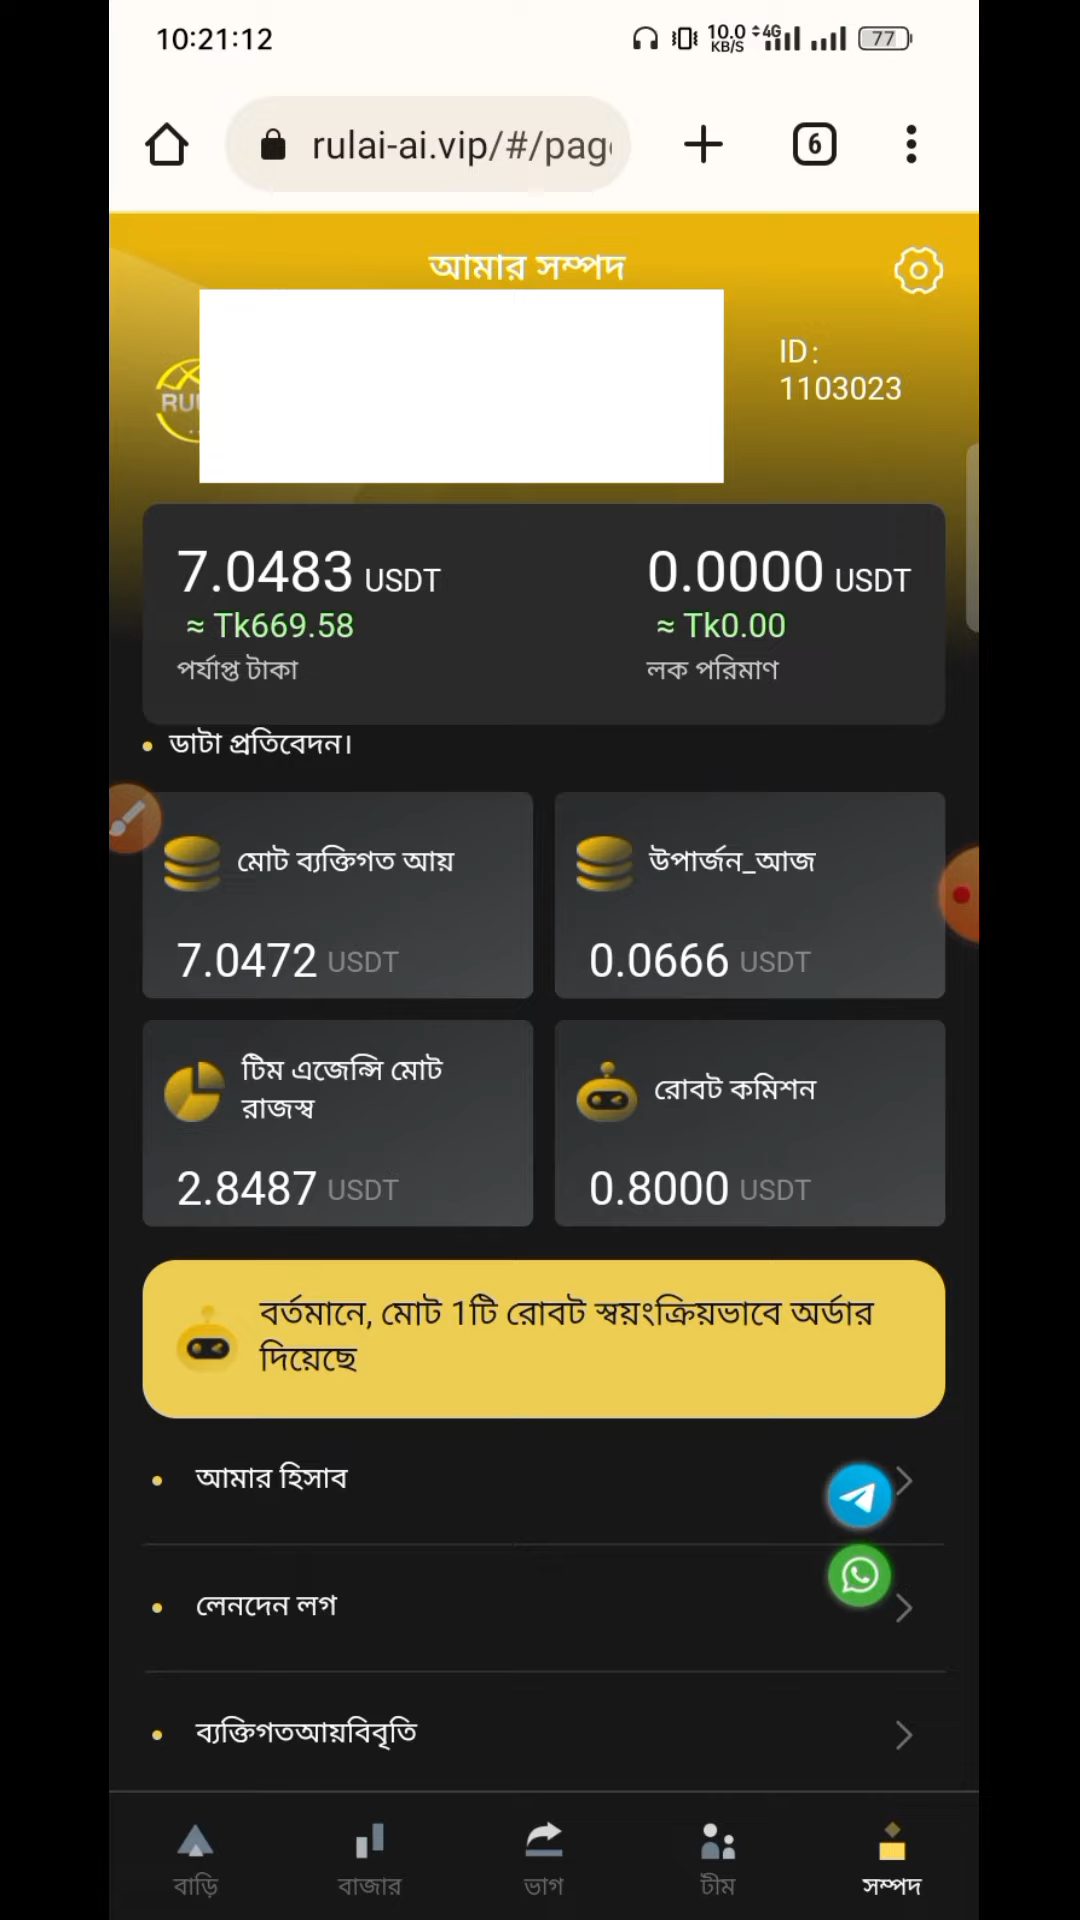 10:21:12
10.0 KB/S 4G 77
rulai-ai.vip/#/pag
6
আমার সম্পদ
ID:
1103023
RU
7.0483 USDT
≈ Tk669.58
পর্যাপ্ত টাকা
0.0000 USDT
≈ Tk0.00
লক পরিমাণ
• ডাটা প্রতিবেদন।
মোট ব্যক্তিগত আয়
7.0472 USDT
উপার্জন_আজ
0.0666 USDT
টিম এজেন্সি মোট
রাজস্ব
2.8487 USDT
রোবট কমিশন
0.8000 USDT
বর্তমানে, মোট 1টি রোবট স্বয়ংক্রিয়ভাবে অর্ডার
দিয়েছে
• আমার হিসাব
• লেনদেন লগ
• ব্যক্তিগতআয়বিবৃতি
বাড়ি
বাজার
ভাগ
টীম
সম্পদ